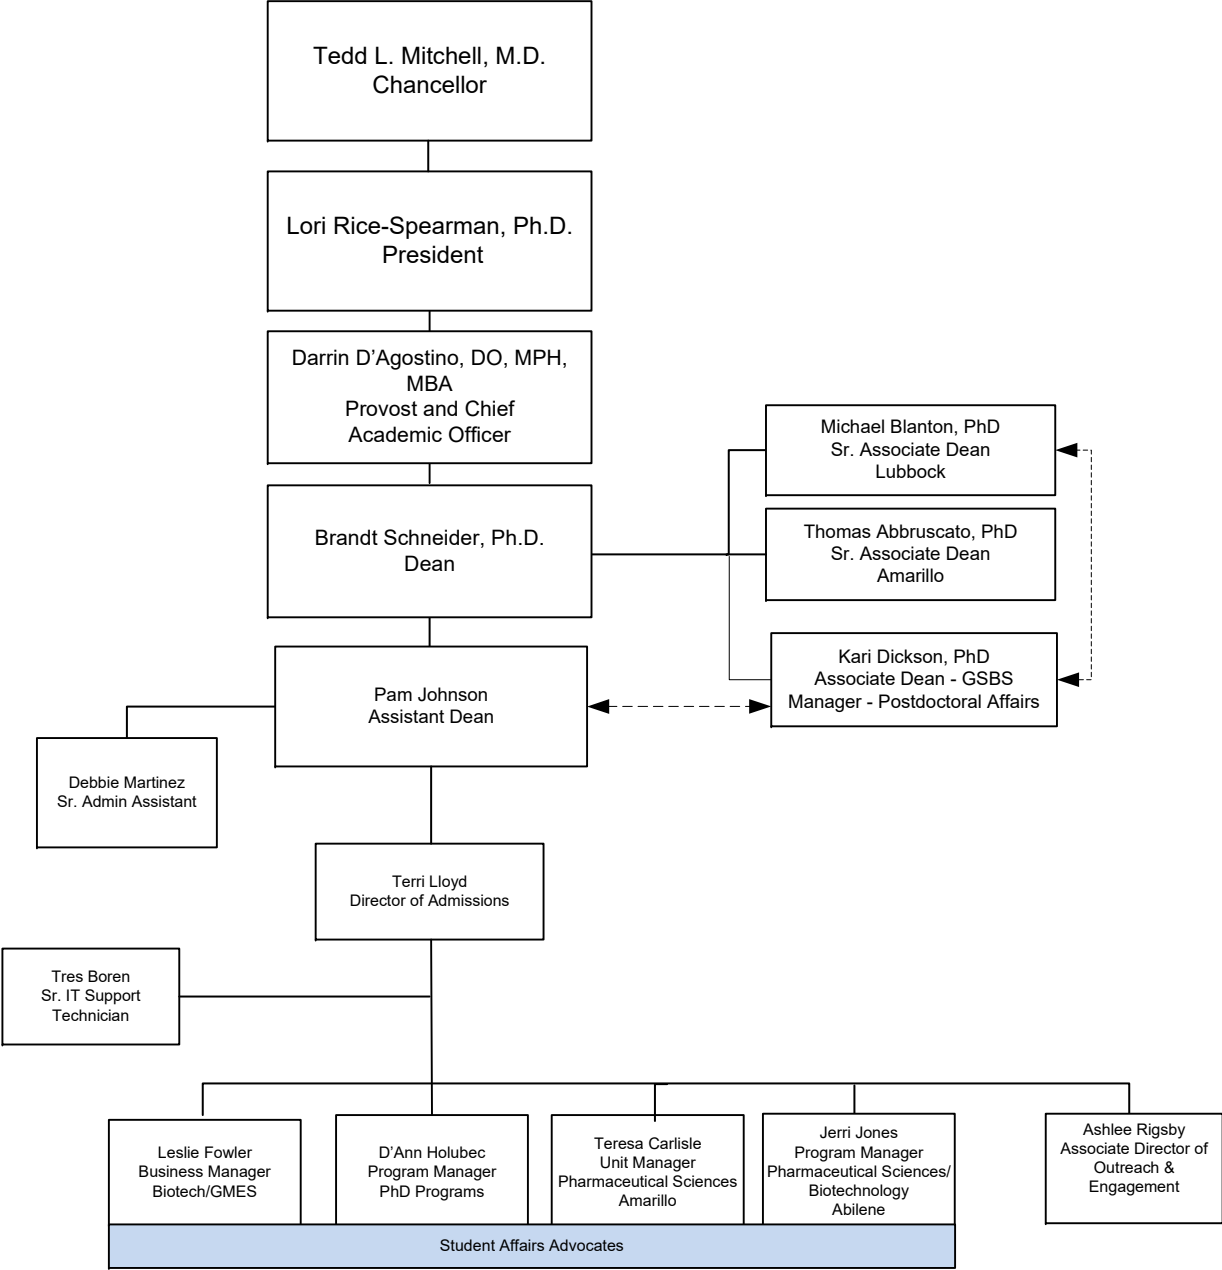 Tedd L. Mitchell, M.D.
Chancellor
Lori Rice-Spearman, Ph.D.
President
Darrin D’Agostino, DO, MPH,
MBA
Provost and Chief
Academic Officer
Michael Blanton, PhD
Sr. Associate Dean
Lubbock
Brandt Schneider, Ph.D.
Dean
Thomas Abbruscato, PhD
Sr. Associate Dean
Amarillo
Kari Dickson, PhD
Associate Dean - GSBS
Manager - Postdoctoral Affairs
Pam Johnson
Assistant Dean
Debbie Martinez
Sr. Admin Assistant
Terri Lloyd
Director of Admissions
Tres Boren
Sr. IT Support
Technician
Leslie Fowler
Business Manager
Biotech/GMES
D’Ann Holubec
Program Manager
PhD Programs
Teresa Carlisle
Unit Manager
Pharmaceutical Sciences
Amarillo
Jerri Jones
Program Manager
Pharmaceutical Sciences/
Biotechnology
Abilene
Ashlee Rigsby
Associate Director of
Outreach &
Engagement
Student Affairs Advocates